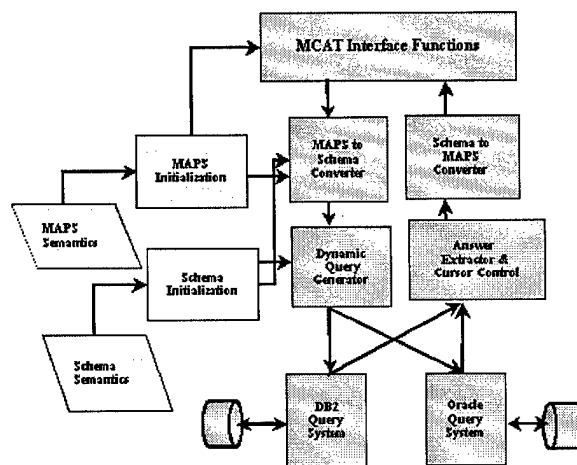 MCAT Interface Functions
MAPS
Initialization
MAPS to
Schema
Converter
Schema to
MAPS
Converter
MAPS
Semantics
Schema
Initialization
Dynamic
Query
Generator
Answer
Extractor &
Cursor Control
Schema
Semantics
DB2
Query
System
Oracle
Query
System